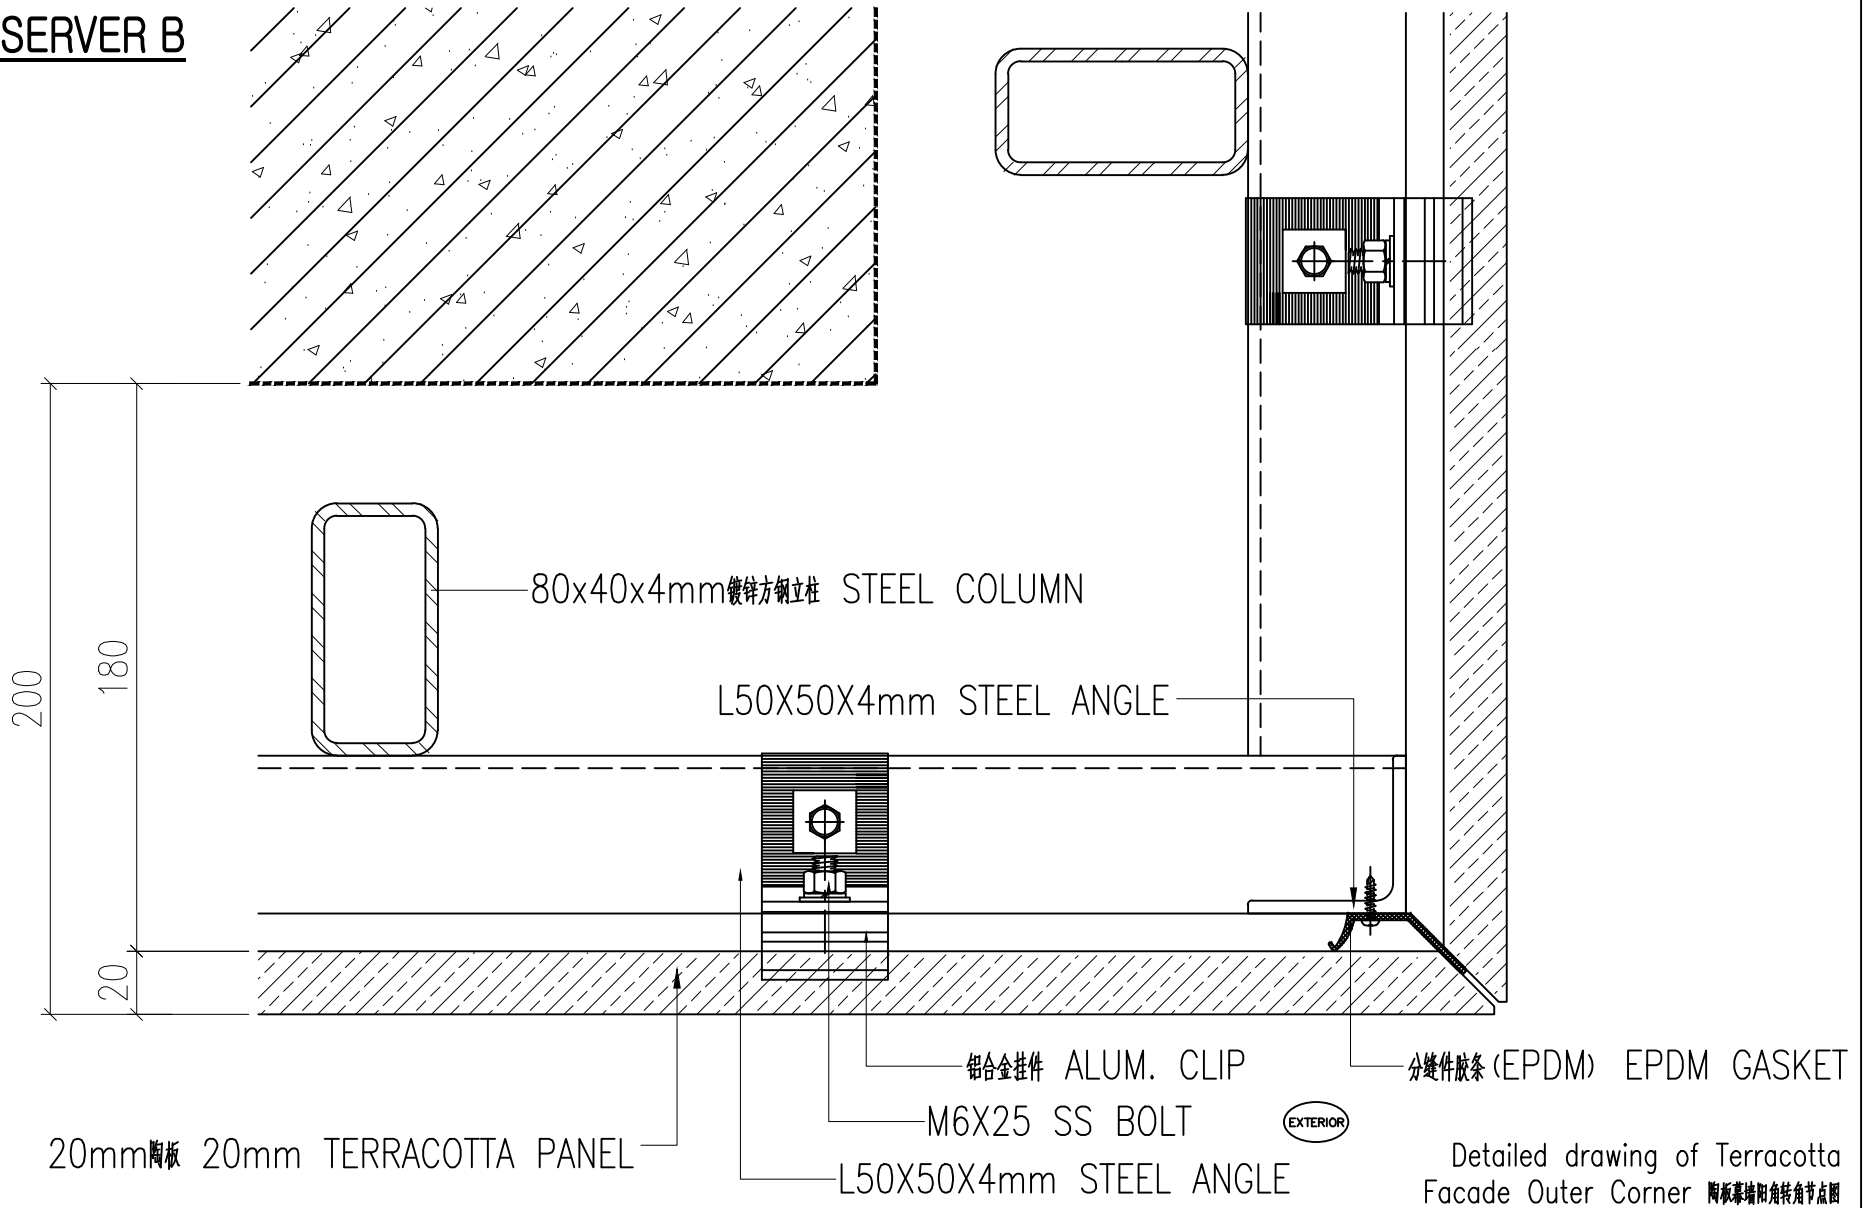 SERVER B
80x40x4mm镀锌方钢立柱 STEEL COLUMN
L50X50X4mm STEEL ANGLE
200
180
20
铝合金挂件 ALUM. CLIP
分缝件胶条(EPDM) EPDM GASKET
M6X25 SS BOLT
EXTERIOR
20mm陶板 20mm TERRACOTTA PANEL
L50X50X4mm STEEL ANGLE
Detailed drawing of Terracotta
Facade Outer Corner 陶板幕墙阳角转角节点图